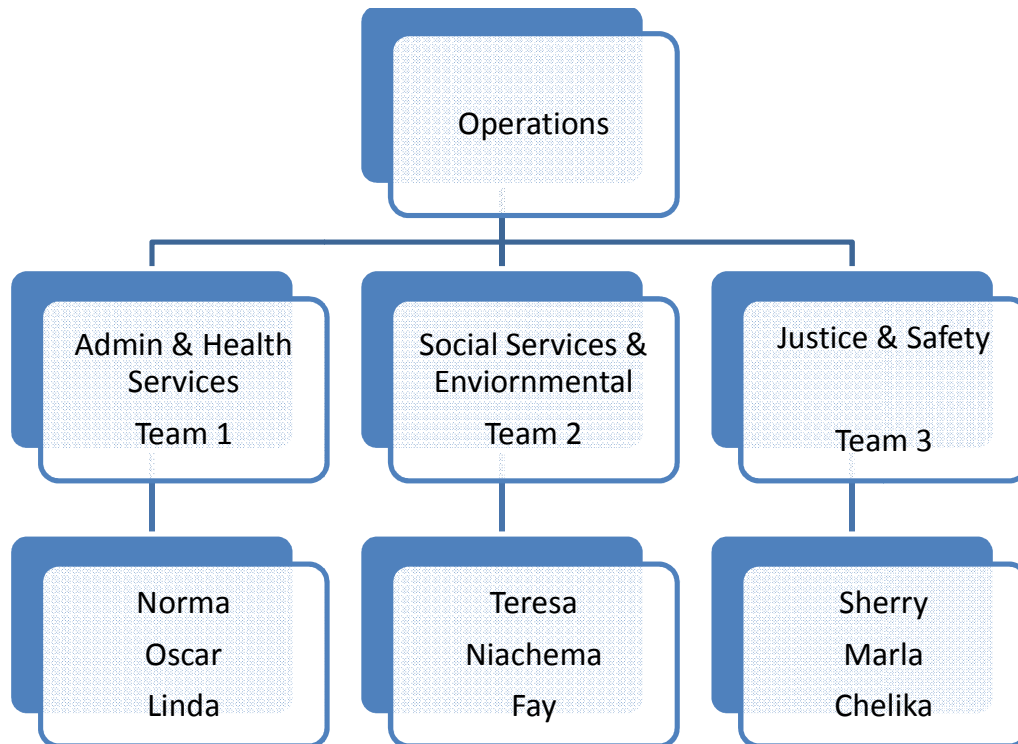 Operations
Admin & Health
Services
Team 1
Social Services &
Enviornmental
Team 2
Justice & Safety
Team 3
Norma
Oscar
Linda
Teresa
Niachema
Fay
Sherry
Marla
Chelika